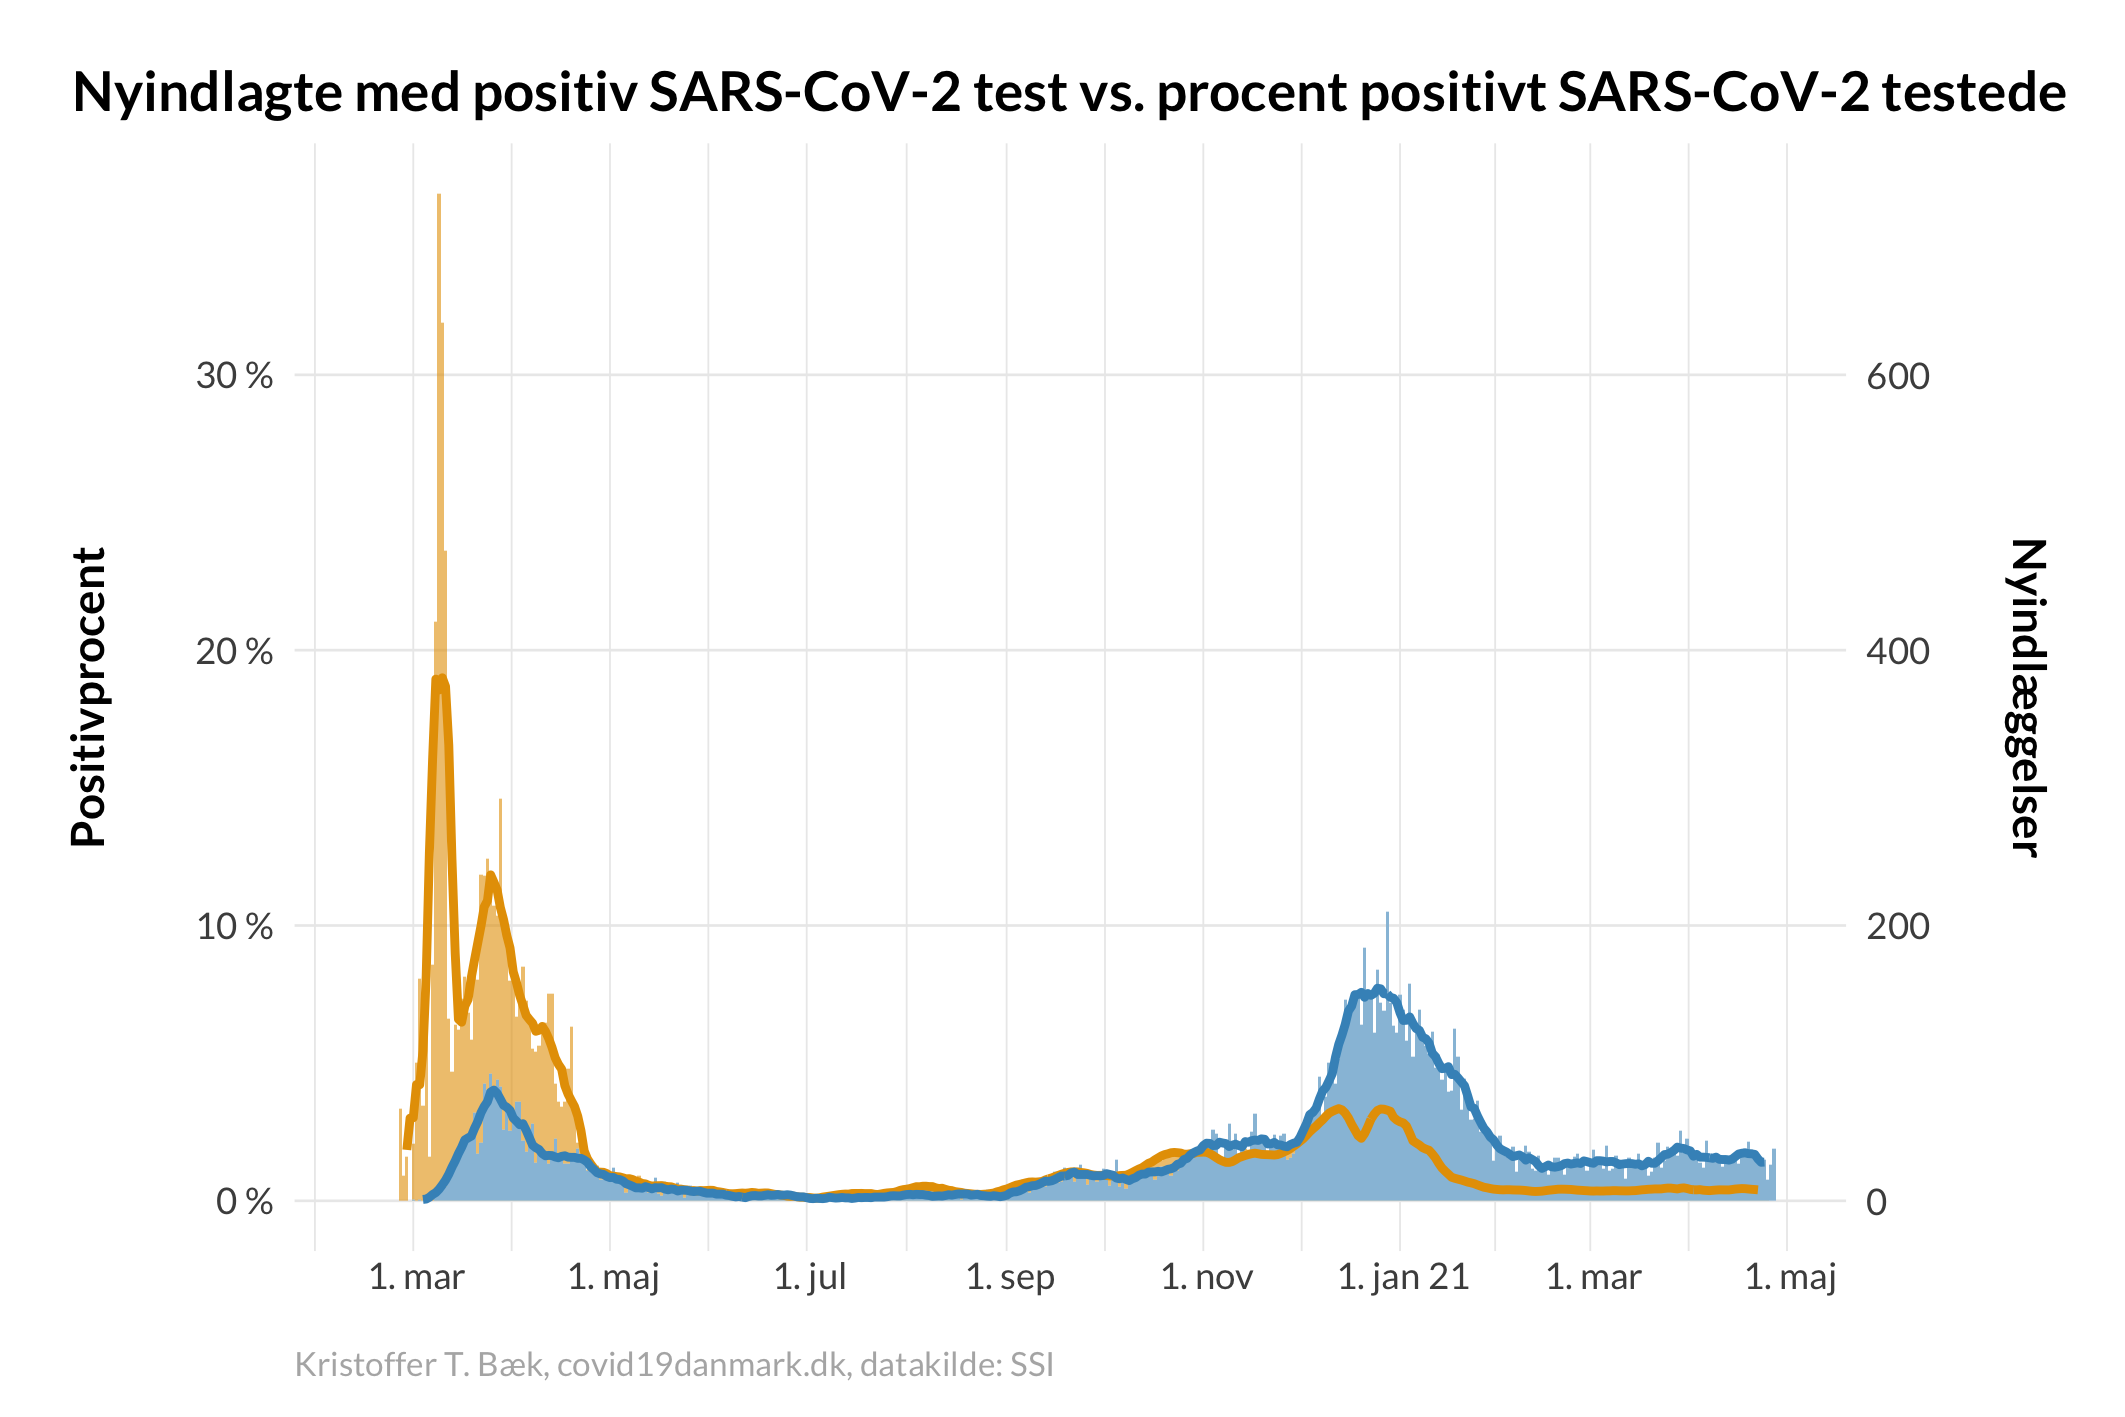 Nyindlagte med positiv SARS-CoV-2 test vs. procent positivt SARS-CoV-2 testede
Positivprocent
30 %
20 %
10 %
0 %
600
400
200
0
Nyindlæggelser
1. mar
1. maj
1. jul
1. sep
1. nov
1. jan 21
1. mar
1. maj
Kristoffer T. Bæk, covid19danmark.dk, datakilde: SSI